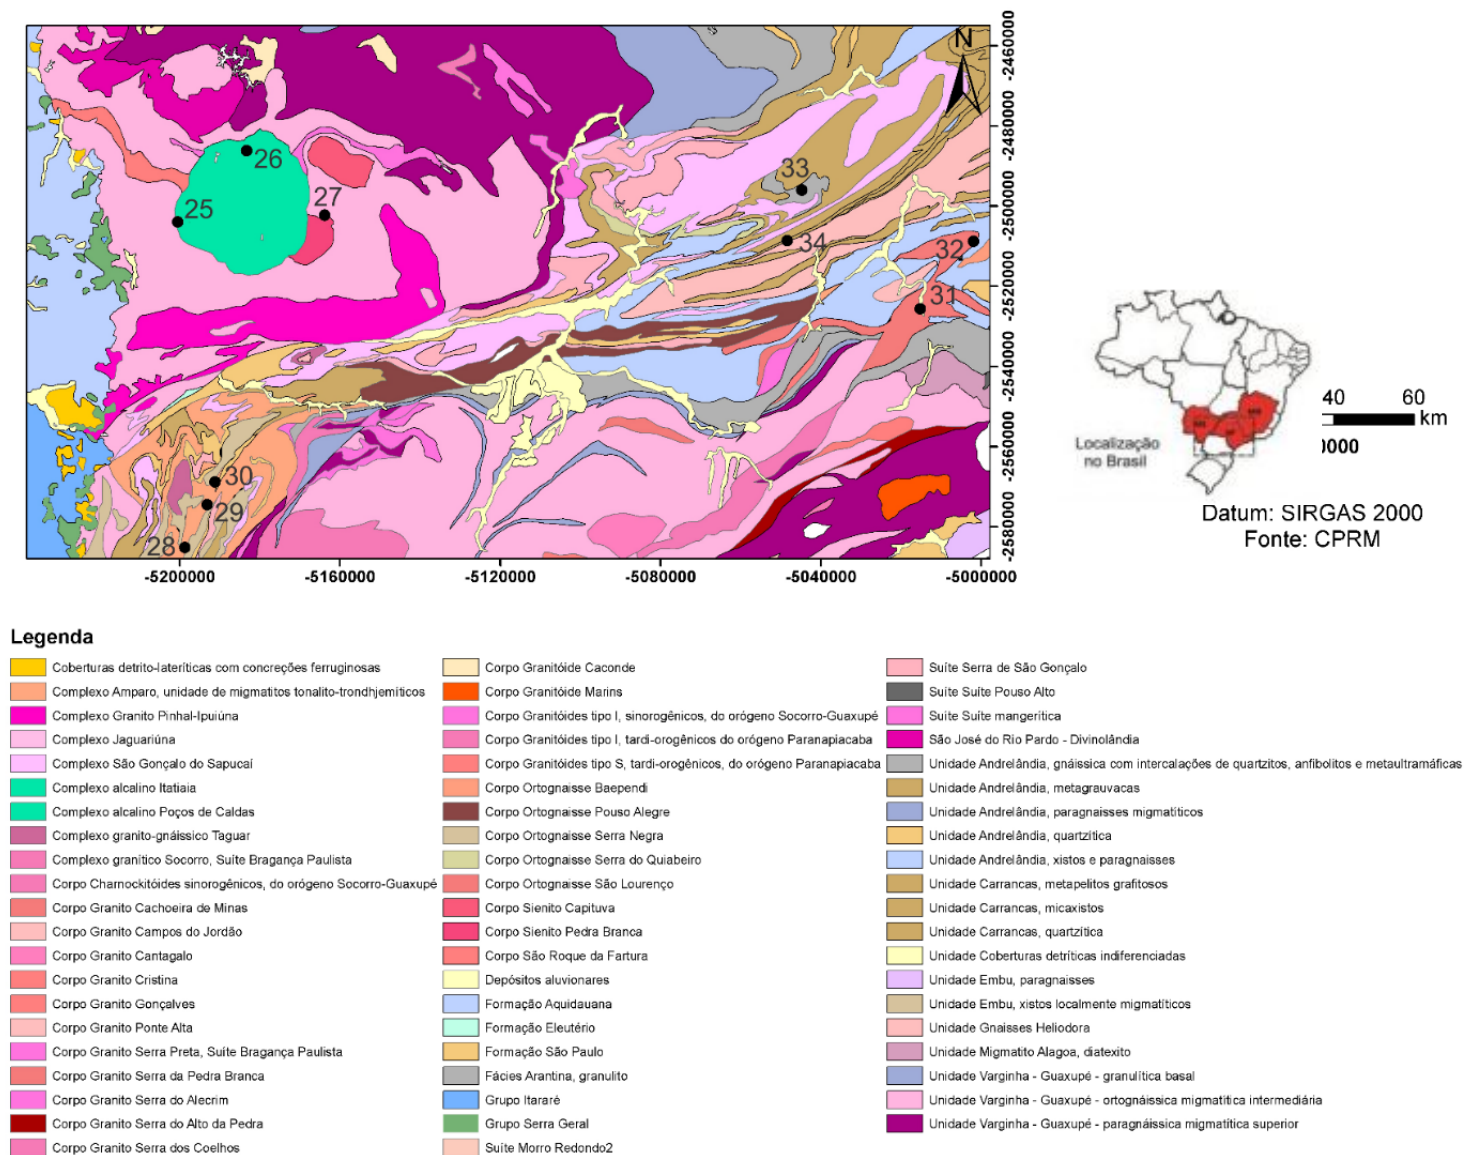 N
-2460000
-2480000
-2500000
-2520000
-2540000
-2560000
-2580000
25
26
27
28
29
30
31
32
33
34
-5200000
-5160000
-5120000
-5080000
-5040000
-5000000
Localização
no Brasil
40
60
km
0000
Datum: SIRGAS 2000
Fonte: CPRM
Legenda
Coberturas detrito-lateríticas com concreções ferruginosas
Complexo Amparo, unidade de migmatitos tonalito-trondhjemíticos
Complexo Granito Pinhal-Ipuiúna
Complexo Jaguariúna
Complexo São Gonçalo do Sapucaí
Complexo alcalino Itatiaia
Complexo alcalino Poços de Caldas
Complexo granito-gnáissico Taguar
Complexo granítico Socorro, Suíte Bragança Paulista
Corpo Charnockitóides sinorogênicos, do orógeno Socorro-Guaxupé
Corpo Granito Cachoeira de Minas
Corpo Granito Campos do Jordão
Corpo Granito Cantagalo
Corpo Granito Cristina
Corpo Granito Gonçalves
Corpo Granito Ponte Alta
Corpo Granito Serra Preta, Suíte Bragança Paulista
Corpo Granito Serra da Pedra Branca
Corpo Granito Serra do Alecrim
Corpo Granito Serra do Alto da Pedra
Corpo Granito Serra dos Coelhos
Corpo Granitóide Caconde
Corpo Granitóide Marins
Corpo Granitóides tipo I, sinorogênicos, do orógeno Socorro-Guaxupé
Corpo Granitóides tipo I, tardi-orogênicos do orógeno Paranapiacaba
Corpo Granitóides tipo S, tardi-orogênicos, do orógeno Paranapiacaba
Corpo Ortognaisse Baependi
Corpo Ortognaisse Pouso Alegre
Corpo Ortognaisse Serra Negra
Corpo Ortognaisse Serra do Quiabeiro
Corpo Ortognaisse São Lourenço
Corpo Sienito Capituva
Corpo Sienito Pedra Branca
Corpo São Roque da Fartura
Depósitos aluvionares
Formação Aquidauana
Formação Eleutério
Formação São Paulo
Fácies Arantina, granulito
Grupo Itararé
Grupo Serra Geral
Suíte Morro Redondo2
Suíte Serra de São Gonçalo
Suíte Suíte Pouso Alto
Suíte Suíte mangerítica
São José do Rio Pardo - Divinolândia
Unidade Andrelândia, gnáissica com intercalações de quartzitos, anfibolitos e metaultramáficas
Unidade Andrelândia, metagrauvacas
Unidade Andrelândia, paragnaisses migmatíticos
Unidade Andrelândia, quartzítica
Unidade Andrelândia, xistos e paragnaisses
Unidade Carrancas, metapelitos grafitosos
Unidade Carrancas, micaxistos
Unidade Carrancas, quartzítica
Unidade Coberturas detríticas indiferenciadas
Unidade Embu, paragnaisses
Unidade Embu, xistos localmente migmatíticos
Unidade Gnaisses Heliodora
Unidade Migmatito Alagoa, diatexito
Unidade Varginha - Guaxupé - granulítica basal
Unidade Varginha - Guaxupé - ortognáissica migmatítica intermediária
Unidade Varginha - Guaxupé - paragnáissica migmatítica superior